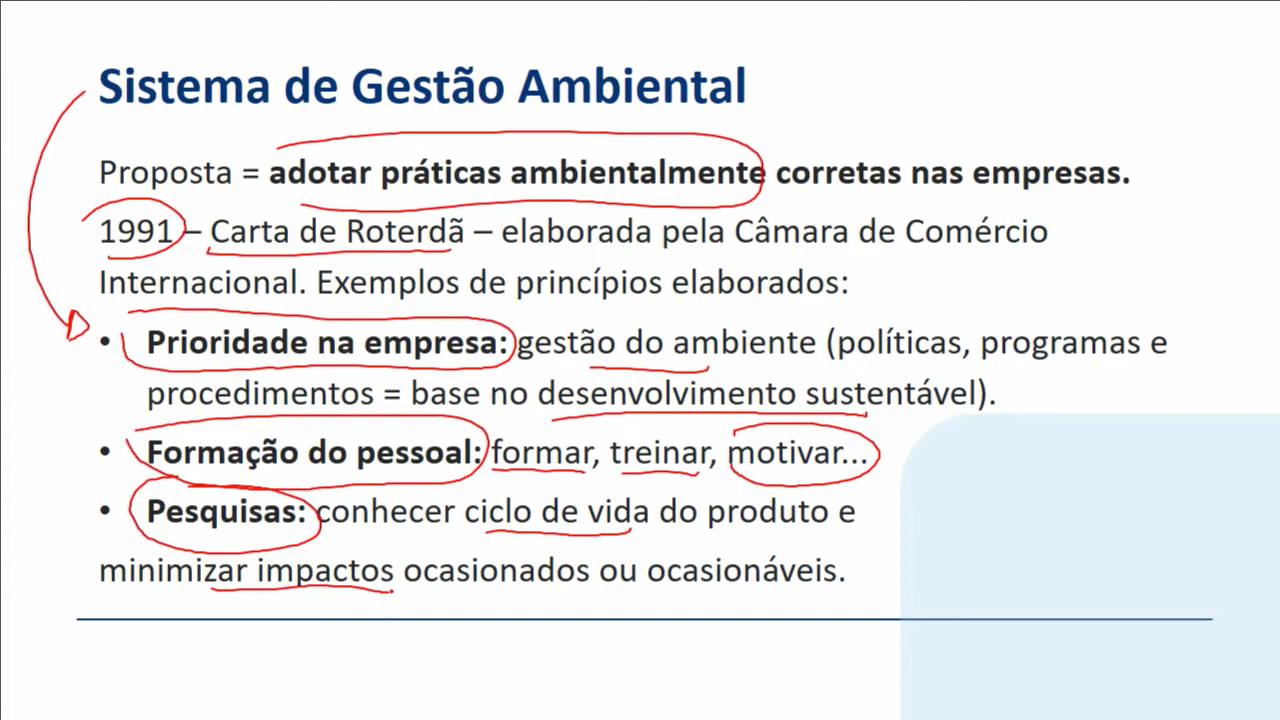 Sistema de Gestão Ambiental
Proposta = adotar práticas ambientalmente corretas nas empresas.
1991 – Carta de Roterdã – elaborada pela Câmara de Comércio
Internacional. Exemplos de princípios elaborados:
• Prioridade na empresa: gestão do ambiente (políticas, programas e
procedimentos = base no desenvolvimento sustentável).
• Formação do pessoal: formar, treinar, motivar...
• Pesquisas: conhecer ciclo de vida do produto e
minimizar impactos ocasionados ou ocasionáveis.